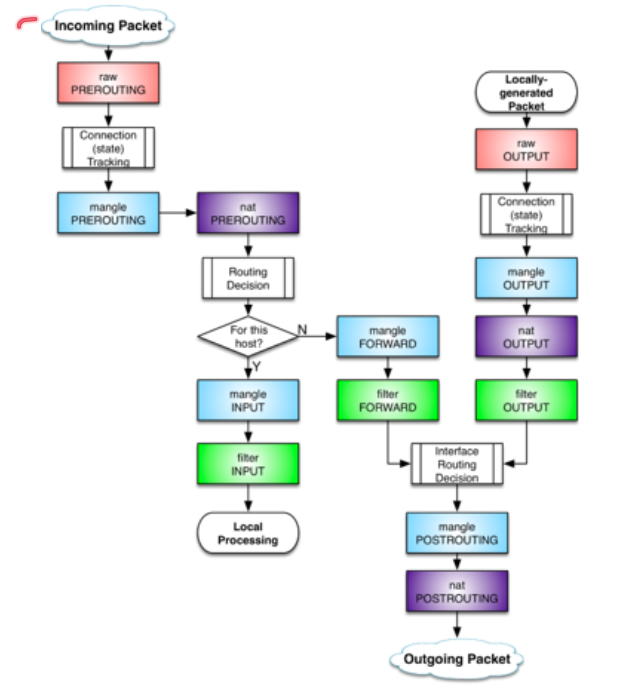 Incoming Packet
raw
PREROUTING
Connection
(state)
Tracking
mangle
PREROUTING
nat
PREROUTING
Routing
Decision
For this
host?
N
Y
mangle
INPUT
filter
INPUT
Local
Processing
mangle
FORWARD
filter
FORWARD
Locally-
generated
Packet
raw
OUTPUT
Connection
(state)
Tracking
mangle
OUTPUT
nat
OUTPUT
filter
OUTPUT
Interface
Routing
Decision
mangle
POSTROUTING
nat
POSTROUTING
Outgoing Packet